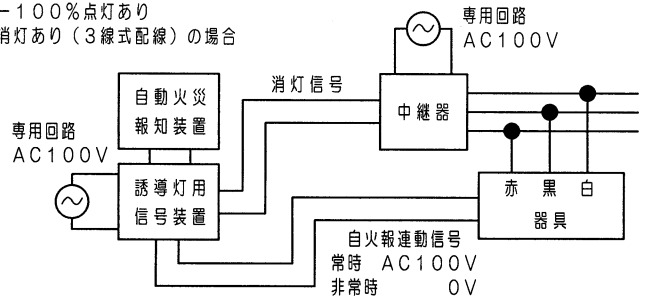 －１００％点灯あり
消灯あり（３線式配線）の場合
専用回路
ＡＣ１００Ｖ
消灯信号
中継器
自動火災
報知装置
専用回路
ＡＣ１００Ｖ
誘導灯用
信号装置
赤 黒 白
器具
自火報連動信号
常時 ＡＣ１００Ｖ
非常時 ０Ｖ